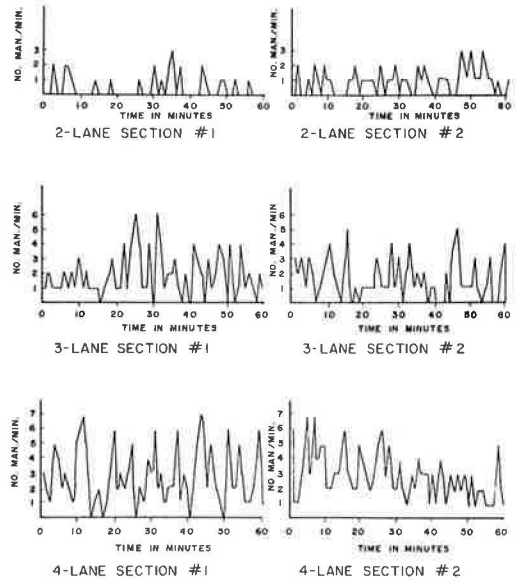 NO. MAN./MIN.
3
2
1
0 10 20 30 40 50 60
TIME IN MINUTES
2-LANE SECTION #1
NO. MAN./MIN.
3
2
1
0 10 20 30 40 50 60
TIME IN MINUTES
2-LANE SECTION #2
NO. MAN./MIN.
6
5
4
3
2
1
0 10 20 30 40 50 60
TIME IN MINUTES
3-LANE SECTION #1
NO. MAN./MIN.
6
5
4
3
2
1
0 10 20 30 40 50 60
TIME IN MINUTES
3-LANE SECTION #2
NO. MAN./MIN.
7
6
5
4
3
2
1
0 10 20 30 40 50 60
TIME IN MINUTES
4-LANE SECTION #1
NO. MAN./MIN.
7
6
5
4
3
2
1
0 10 20 30 40 50 60
TIME IN MINUTES
4-LANE SECTION #2